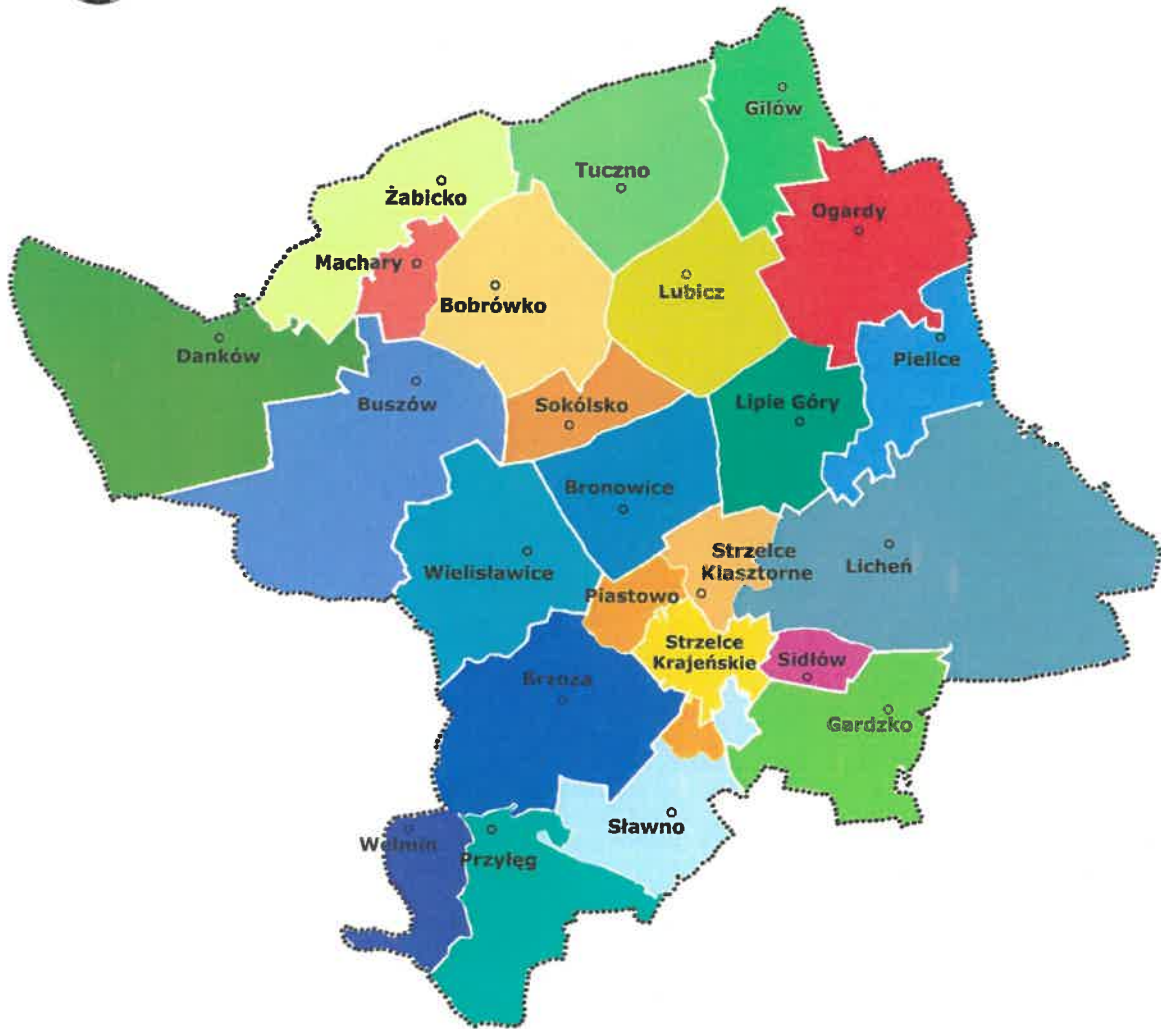 Gilów
Tuczno
Żabicko
Ogardy
Machary
Lubicz
Bobrówko
Danków
Pielice
Buszów
Sokólsko
Lipie Góry
Bronowice
Strzelce
Klasztorne
Licheń
Wielisławice
Piastowo
Strzelce
Krajeńskie
Sidłów
Brzoza
Gardzko
Sławno
Wełmin
Przyłęg